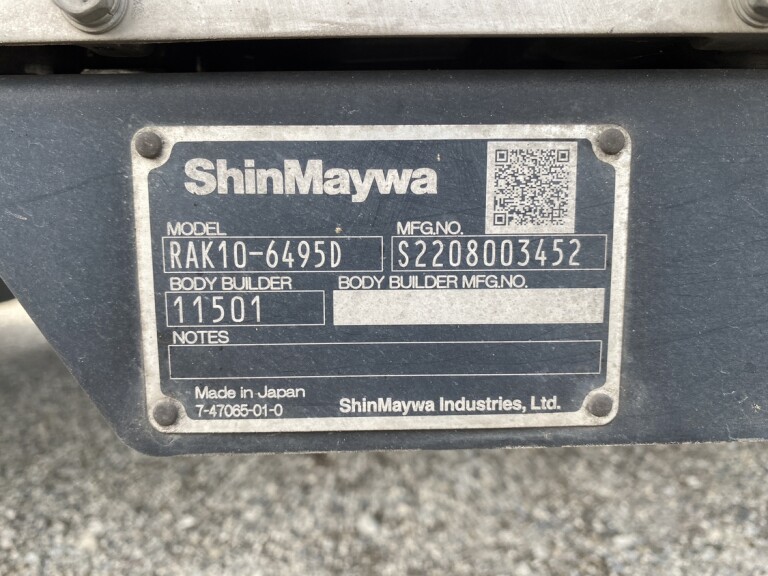 ShinMaywa
MODEL MFG.NO.
RAK10-6495D S2208003452
BODY BUILDER BODY BUILDER MFG.NO.
11501
NOTES
Made in Japan
7-47065-01-0 ShinMaywa Industries, Ltd.